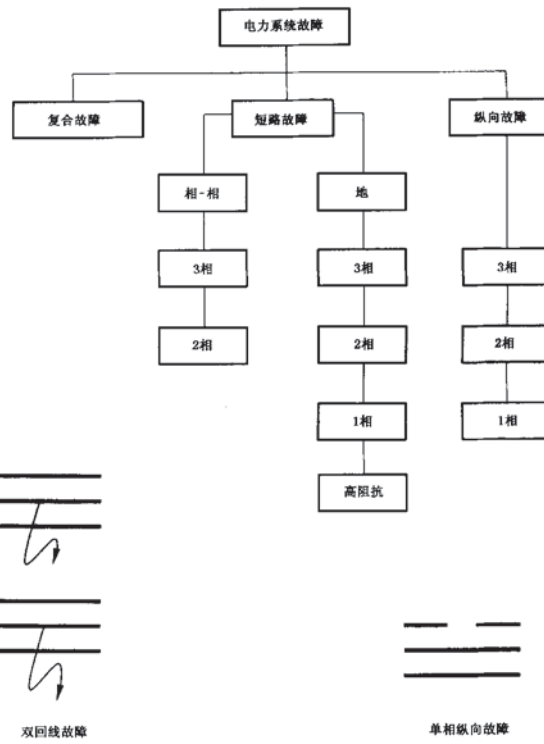 电力系统故障
复合故障
短路故障
纵向故障
相-相
地
3相
3相
3相
2相
2相
2相
1相
1相
高阻抗
双回线故障
单相纵向故障